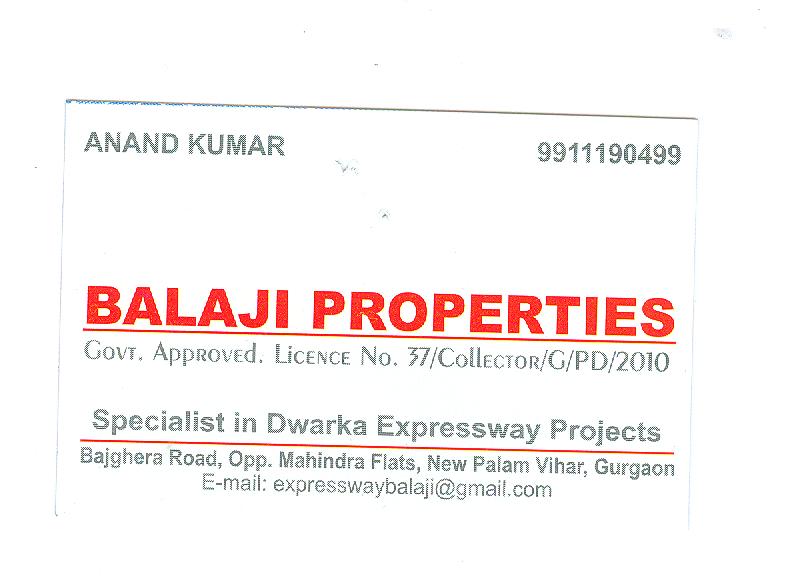 ANAND KUMAR
9911190499
BALAJI PROPERTIES
Govt. Approved. Licence No. 37/Collector/G/PD/2010
Specialist in Dwarka Expressway Projects
Bajghera Road, Opp. Mahindra Flats, New Palam Vihar, Gurgaon
E-mail: expresswaybalaji@gmail.com